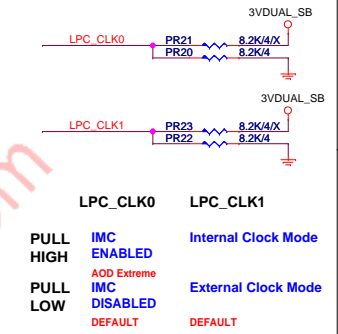 3VDUAL_SB
LPC_CLK0 PR21 8.2K/4/X
PR20 8.2K/4
3VDUAL_SB
LPC_CLK1 PR23 8.2K/4/X
PR22 8.2K/4
LPC_CLK0 LPC_CLK1
PULL HIGH IMC ENABLED Internal Clock Mode
AOD Extreme
PULL LOW IMC DISABLED External Clock Mode
DEFAULT DEFAULT